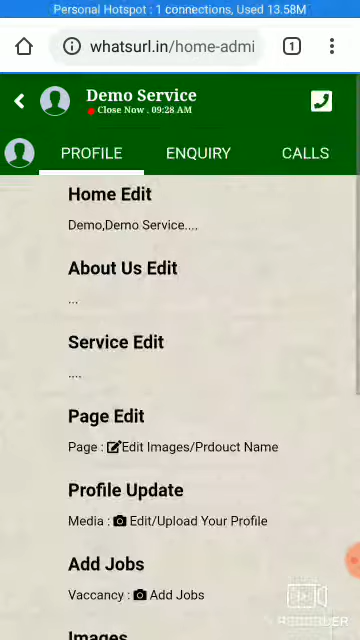 Personal Hotspot : 1 connections, Used 13.58M
whatsurl.in/home-admi
1
Demo Service
Close Now . 09:28 AM
PROFILE ENQUIRY CALLS
Home Edit
Demo,Demo Service....
About Us Edit
...
Service Edit
....
Page Edit
Page : Edit Images/Prdouct Name
Profile Update
Media : Edit/Upload Your Profile
Add Jobs
Vaccancy : Add Jobs
Images
RECORDER